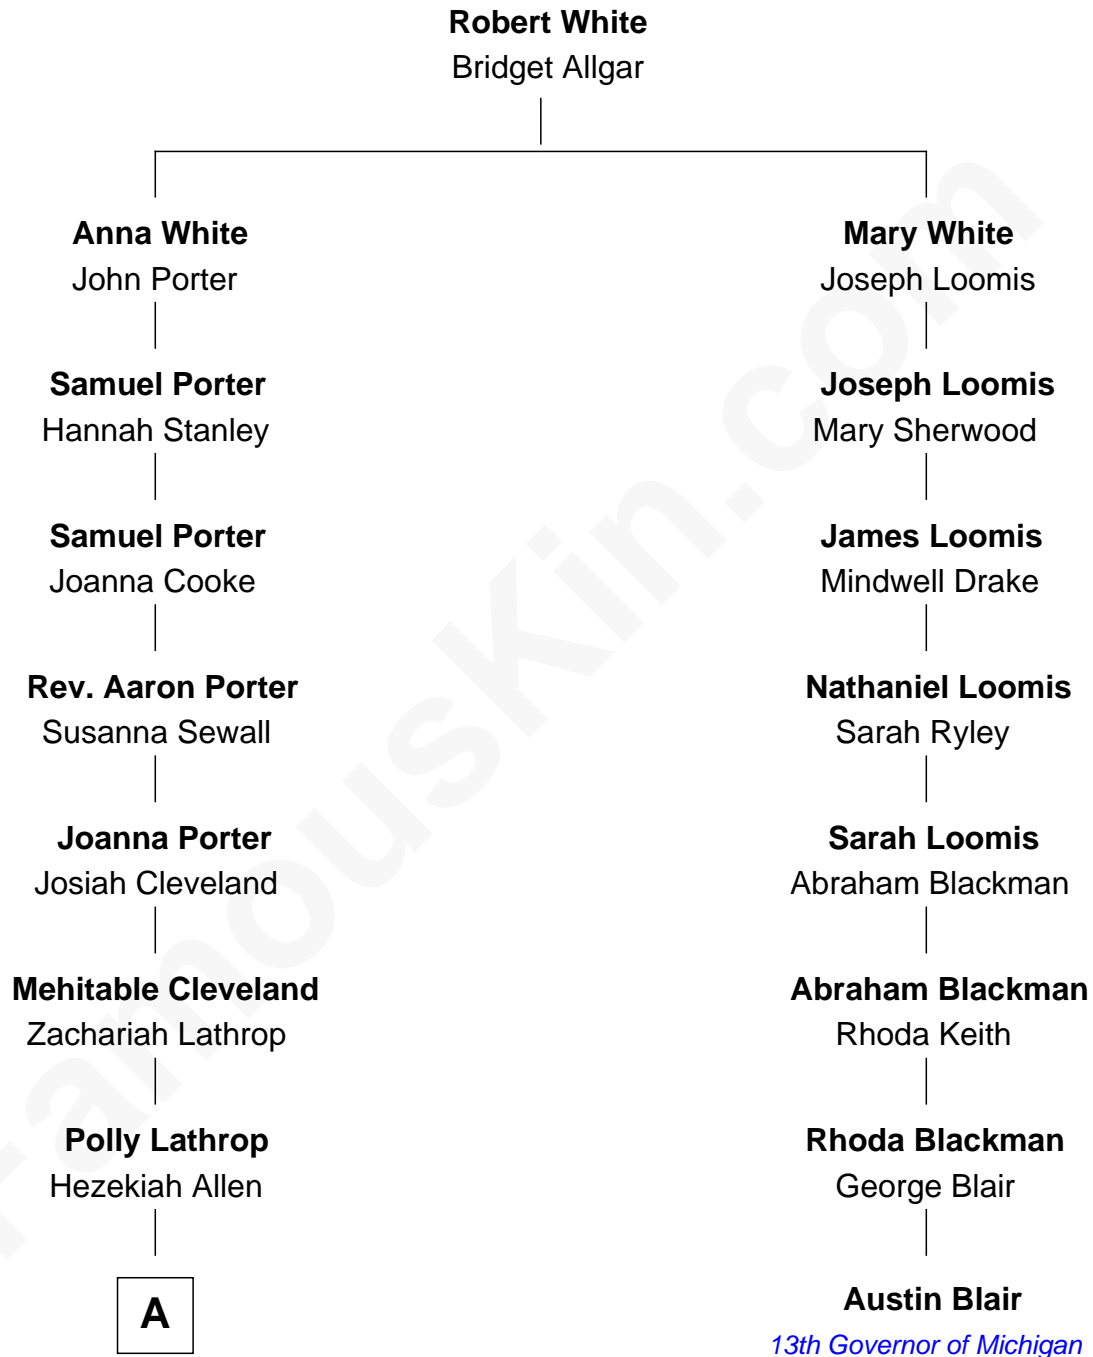 Robert White
Bridget Allgar
Anna White
John Porter
Samuel Porter
Hannah Stanley
Samuel Porter
Joanna Cooke
Rev. Aaron Porter
Susanna Sewall
Joanna Porter
Josiah Cleveland
Mehitable Cleveland
Zachariah Lathrop
Polly Lathrop
Hezekiah Allen
A
Mary White
Joseph Loomis
Joseph Loomis
Mary Sherwood
James Loomis
Mindwell Drake
Nathaniel Loomis
Sarah Ryley
Sarah Loomis
Abraham Blackman
Abraham Blackman
Rhoda Keith
Rhoda Blackman
George Blair
Austin Blair
13th Governor of Michigan
FamousKin.com